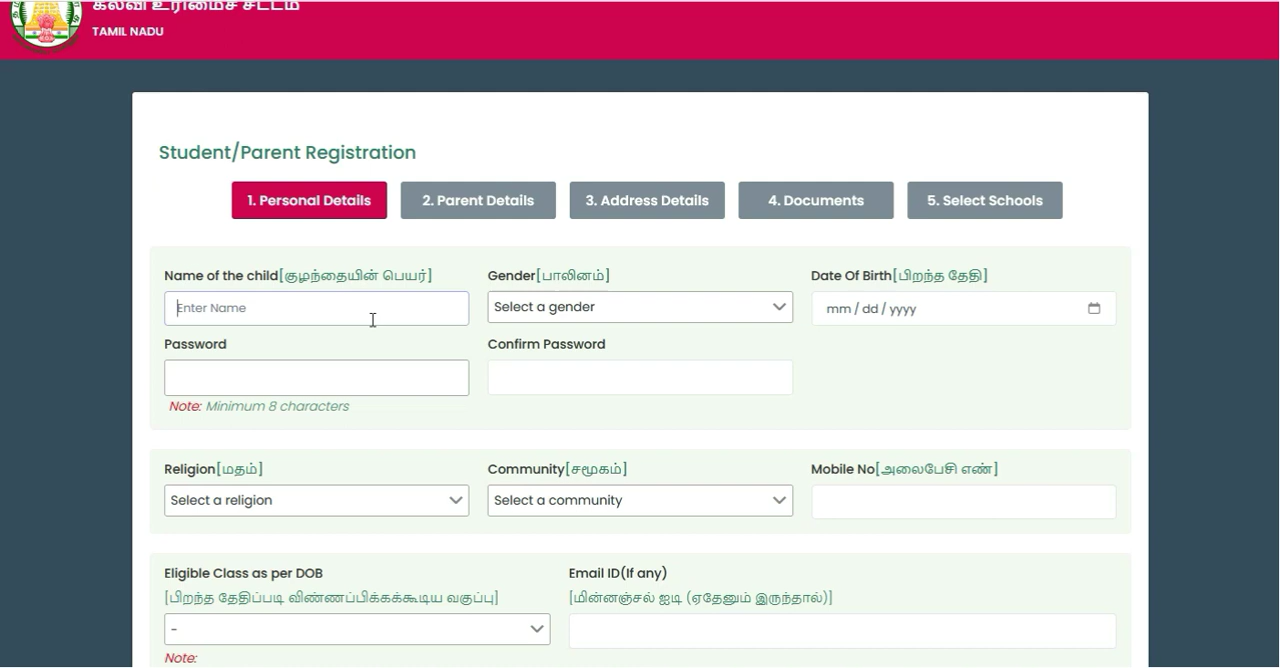 கல்வி உரிமைச் சட்டம்
TAMIL NADU
Student/Parent Registration
1. Personal Details 2. Parent Details 3. Address Details 4. Documents 5. Select Schools
Name of the child[குழந்தையின் பெயர்] Gender[பாலினம்] Date Of Birth[பிறந்த தேதி]
Enter Name Select a gender mm / dd / yyyy
Password Confirm Password
Note: Minimum 8 characters
Religion[மதம்] Community[சமூகம்] Mobile No[அலைபேசி எண்]
Select a religion Select a community
Eligible Class as per DOB Email ID(If any)
[பிறந்த தேதிப்படி விண்ணப்பிக்கக்கூடிய வகுப்பு] [மின்னஞ்சல் ஐடி (ஏதேனும் இருந்தால்)]
-
Note: